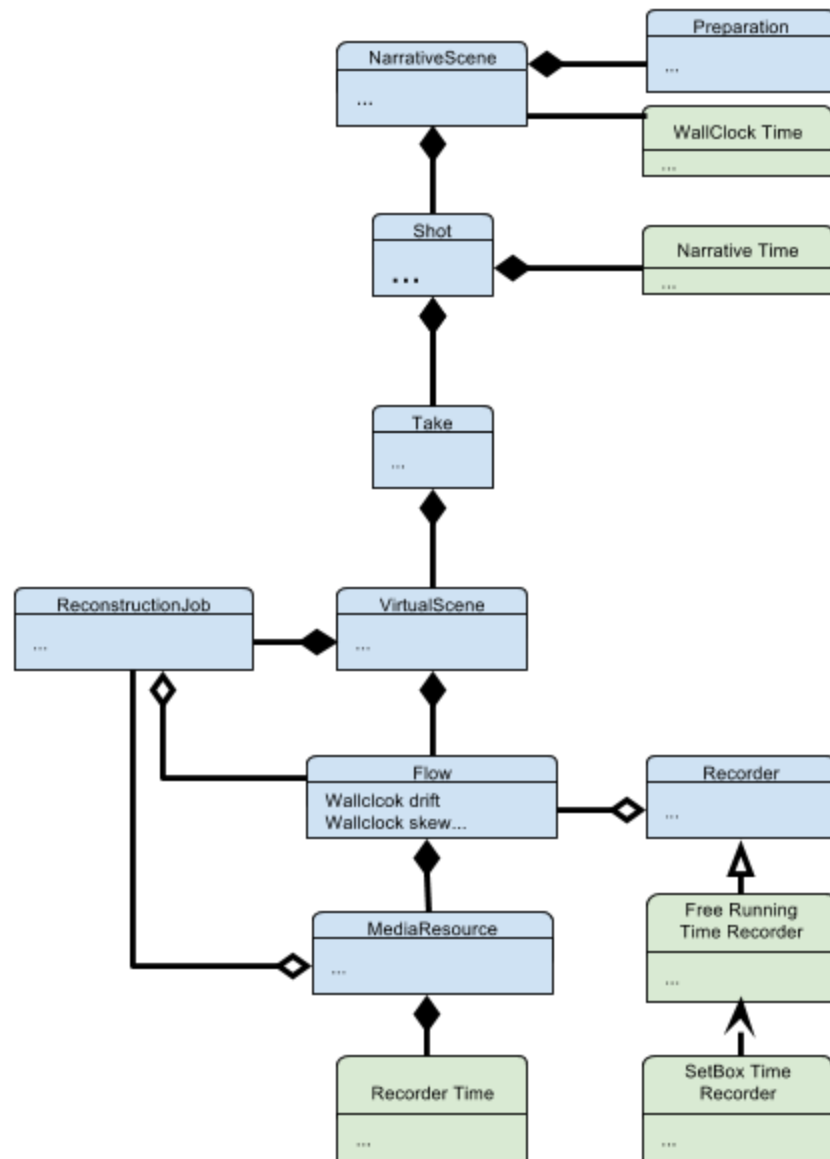 Preparation
...
NarrativeScene
...
WallClock Time
...
Shot
...
Narrative Time
...
Take
...
ReconstructionJob
...
VirtualScene
...
Flow
Wallclook drift
Wallclock skew...
Recorder
...
Free Running
Time Recorder
...
MediaResource
...
Recorder Time
...
SetBox Time
Recorder
...